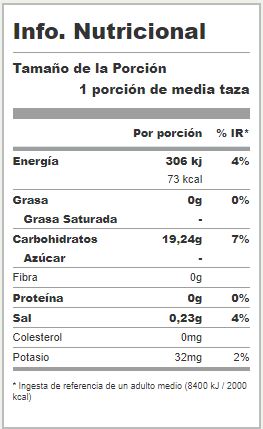 Info. Nutricional
Tamaño de la Porción
1 porción de media taza
Por porción % IR*
Energía 306 kj 4%
73 kcal
Grasa 0g 0%
Grasa Saturada -
Carbohidratos 19,24g 7%
Azúcar -
Fibra 0g
Proteína 0g 0%
Sal 0,23g 4%
Colesterol 0mg
Potasio 32mg 2%
* Ingesta de referencia de un adulto medio (8400 kJ / 2000
kcal)